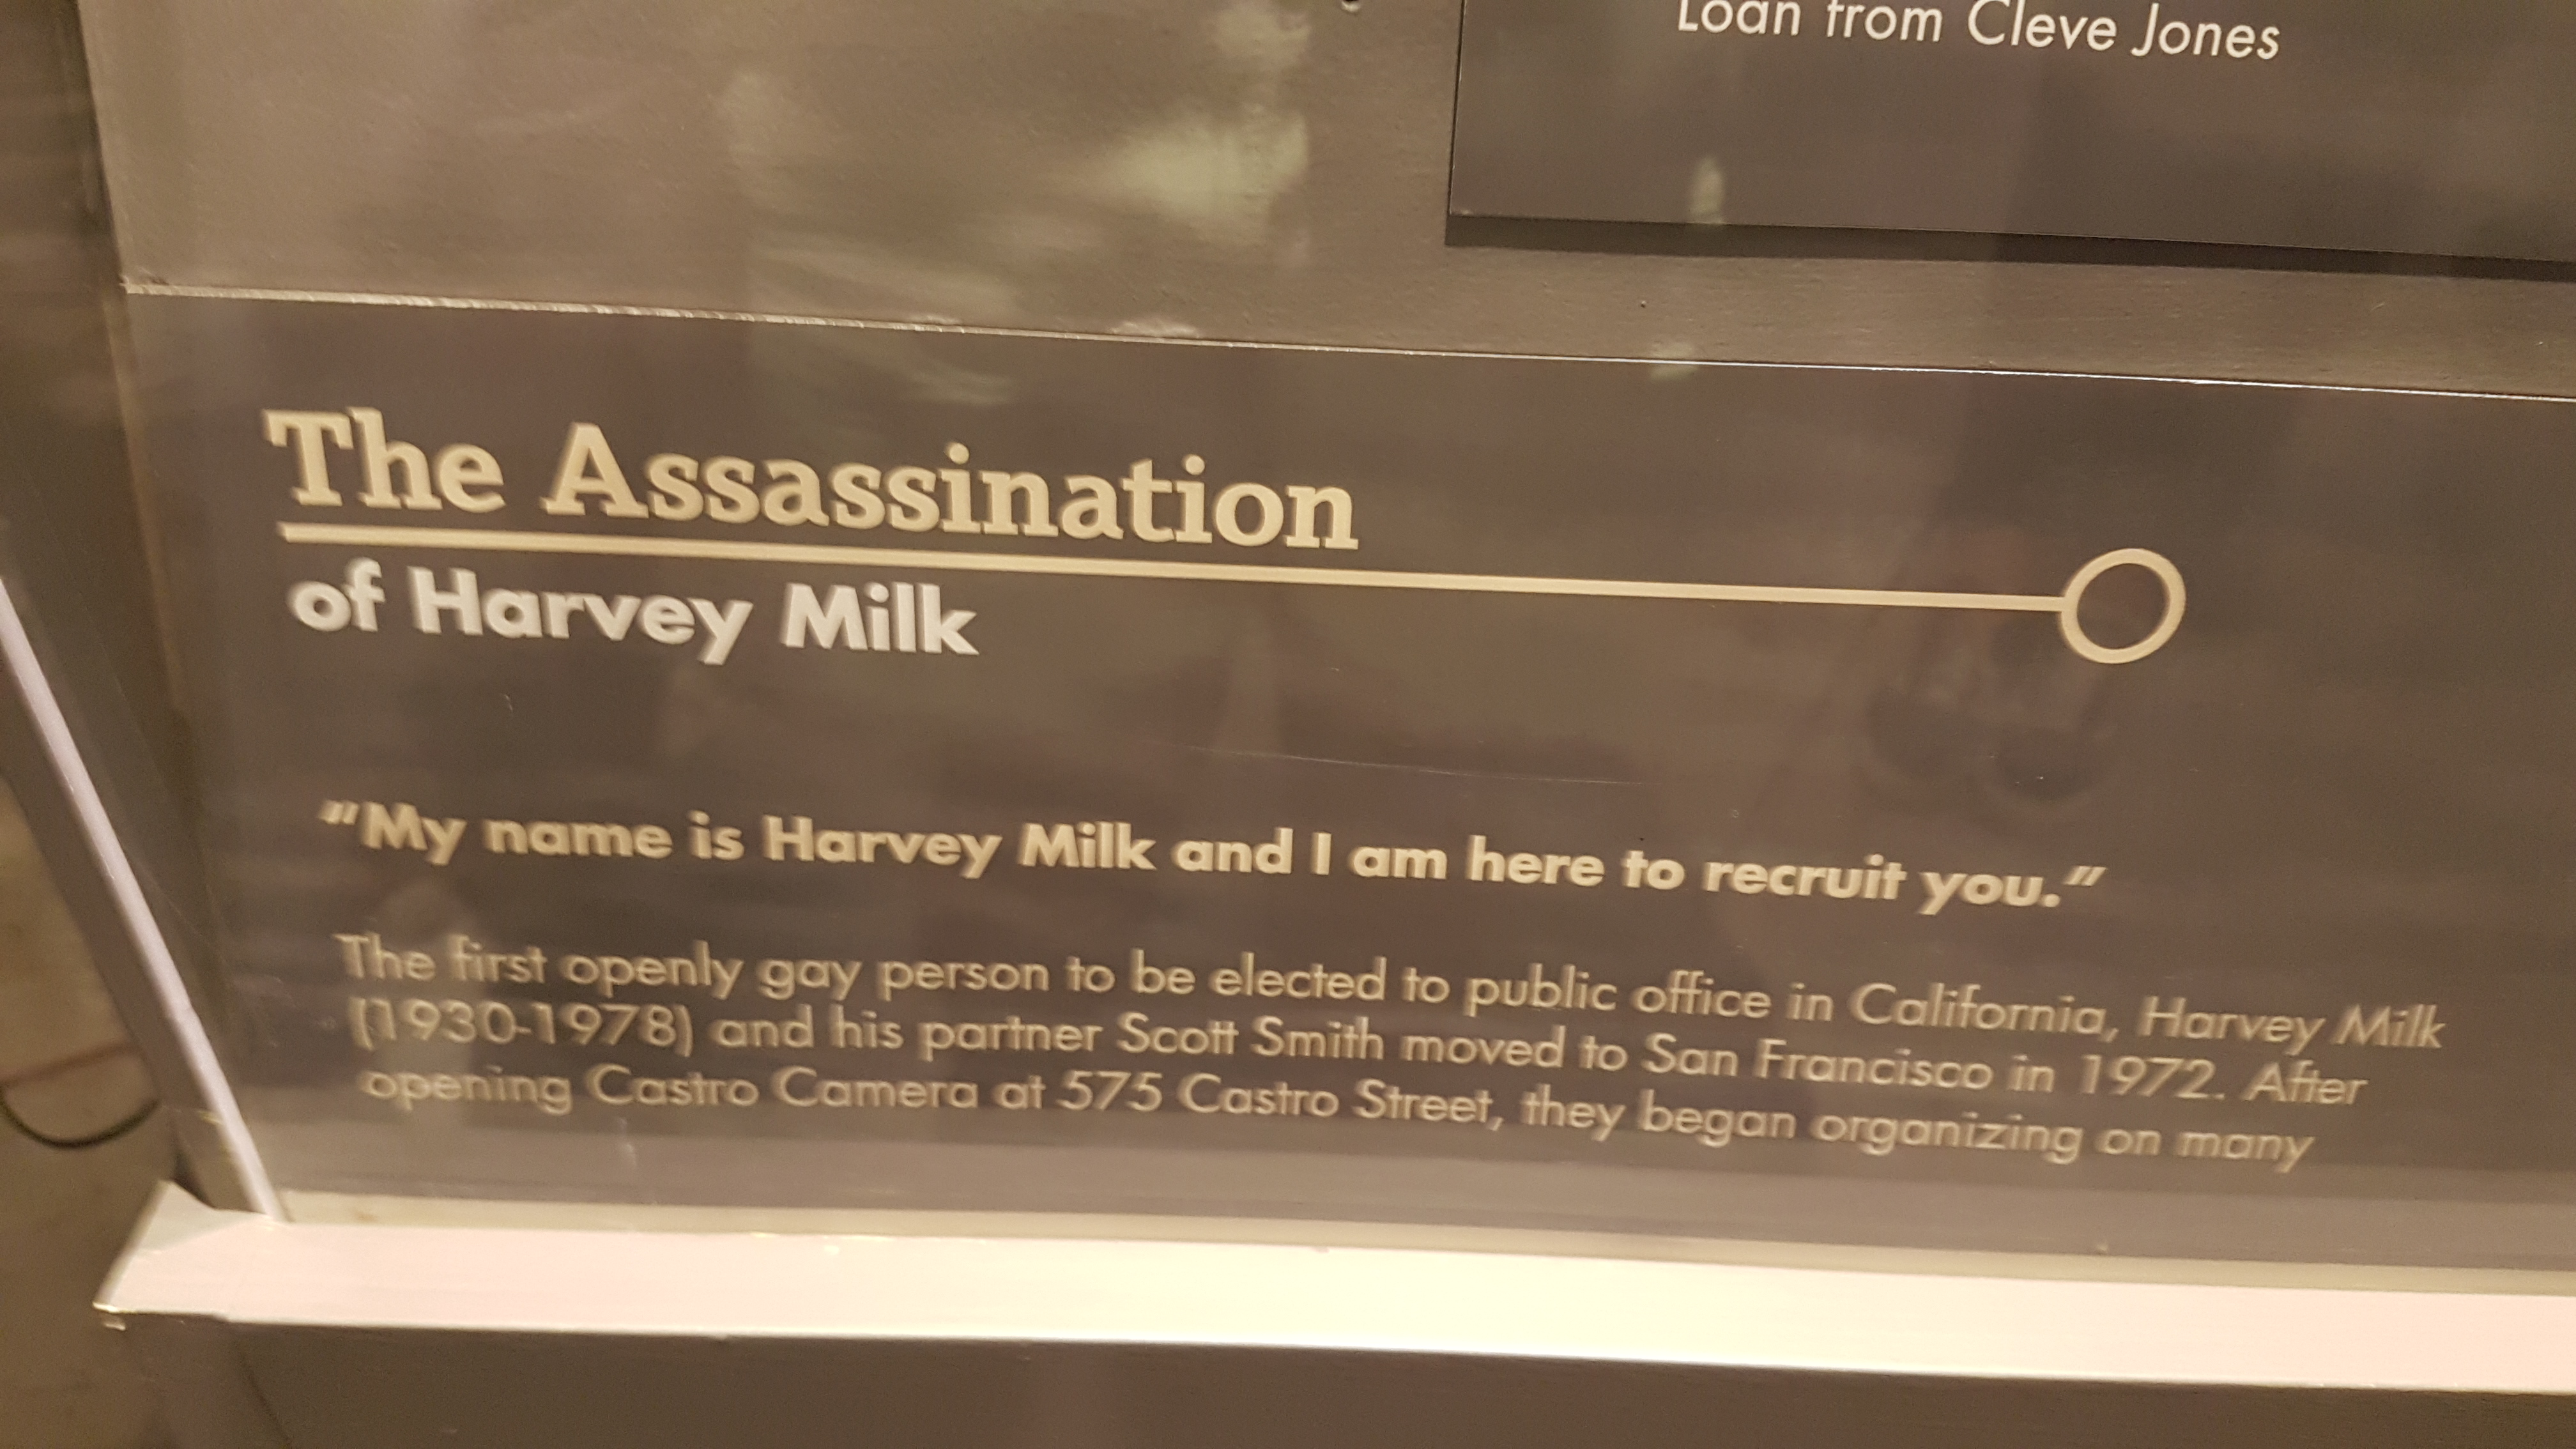 Loan from Cleve Jones
The Assassination
of Harvey Milk
"My name is Harvey Milk and I am here to recruit you."
The first openly gay person to be elected to public office in California, Harvey Milk
(1930-1978) and his partner Scott Smith moved to San Francisco in 1972. After
opening Castro Camera at 575 Castro Street, they began organizing on many